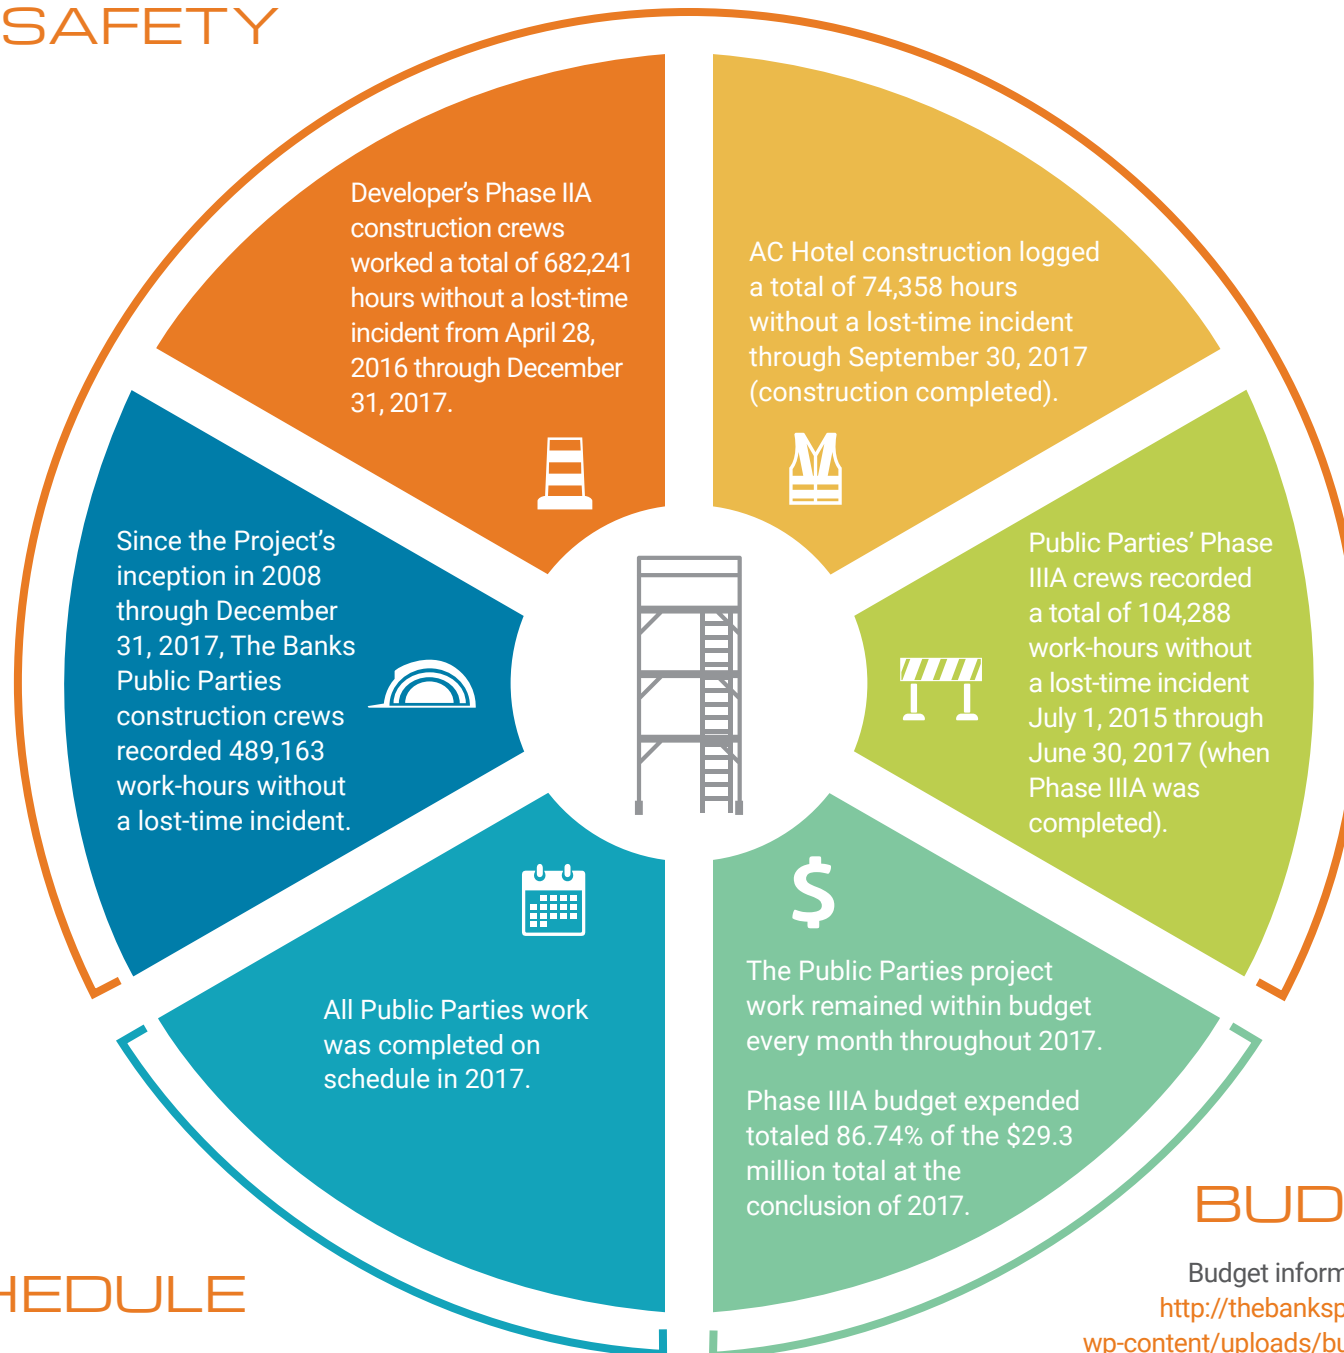 SAFETY
Developer’s Phase IIA
construction crews
worked a total of 682,241
hours without a lost-time
incident from April 28,
2016 through December
31, 2017.
AC Hotel construction logged
a total of 74,358 hours
without a lost-time incident
through September 30, 2017
(construction completed).
Since the Project’s
inception in 2008
through December
31, 2017, The Banks
Public Parties
construction crews
recorded 489,163
work-hours without
a lost-time incident.
Public Parties’ Phase
IIIA crews recorded
a total of 104,288
work-hours without
a lost-time incident
July 1, 2015 through
June 30, 2017 (when
Phase IIIA was
completed).
All Public Parties work
was completed on
schedule in 2017.
$
The Public Parties project
work remained within budget
every month throughout 2017.
Phase IIIA budget expended
totaled 86.74% of the $29.3
million total at the
conclusion of 2017.
HEDULE
BUD
Budget inform
http://thebanksp
wp-content/uploads/bu